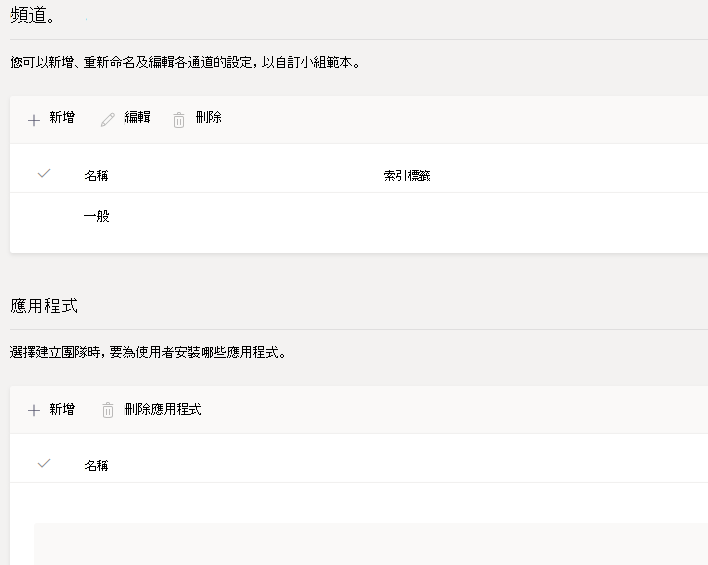 頻道。
您可以新增、重新命名及編輯各通道的設定，以自訂小組範本。
新增 編輯 刪除
名稱 索引標籤
一般
應用程式
選擇建立團隊時，要為使用者安裝哪些應用程式。
新增 刪除應用程式
名稱